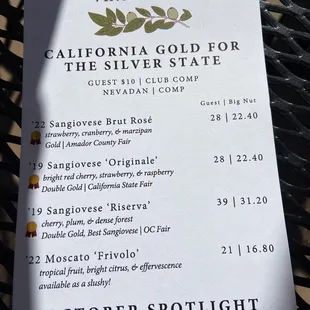 CALIFORNIA GOLD FOR
THE SILVER STATE
GUEST $10 | CLUB COMP
NEVADAN | COMP
Guest | Big Nut
'22 Sangiovese Brut Rosé 28 | 22.40
strawberry, cranberry, & marzipan
Gold | Amador County Fair
'19 Sangiovese 'Originale' 28 | 22.40
bright red cherry, strawberry, & raspberry
Double Gold | California State Fair
'19 Sangiovese 'Riserva' 39 | 31.20
cherry, plum, & dense forest
Double Gold, Best Sangiovese | OC Fair
'22 Moscato 'Frivolo' 21 | 16.80
tropical fruit, bright citrus, & effervescence
available as a slushy!
OCTOBER SPOTLIGHT